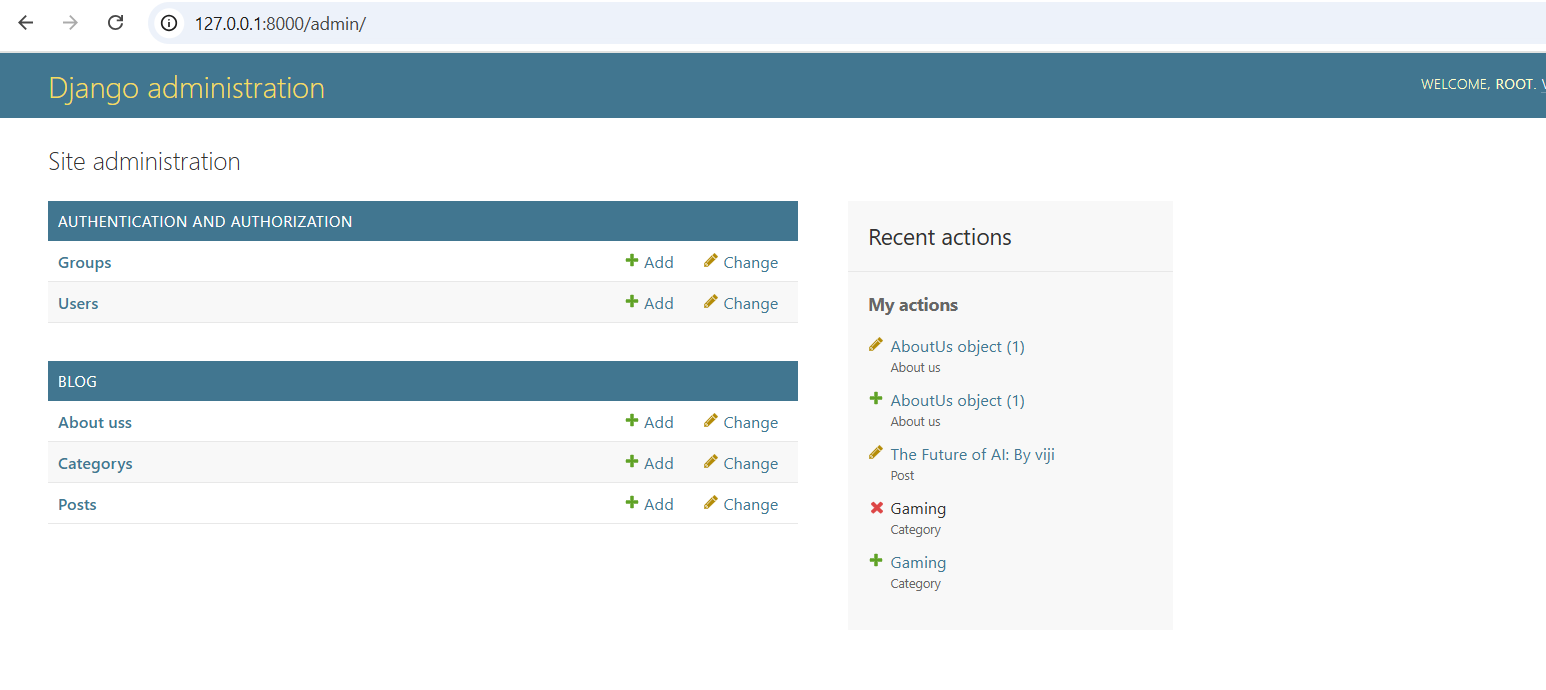 127.0.0.1:8000/admin/
Django administration
WELCOME, ROOT.
Site administration
AUTHENTICATION AND AUTHORIZATION
Groups Add Change
Users Add Change
BLOG
About uss Add Change
Categorys Add Change
Posts Add Change
Recent actions
My actions
AboutUs object (1)
About us
AboutUs object (1)
About us
The Future of AI: By viji
Post
Gaming
Category
Gaming
Category